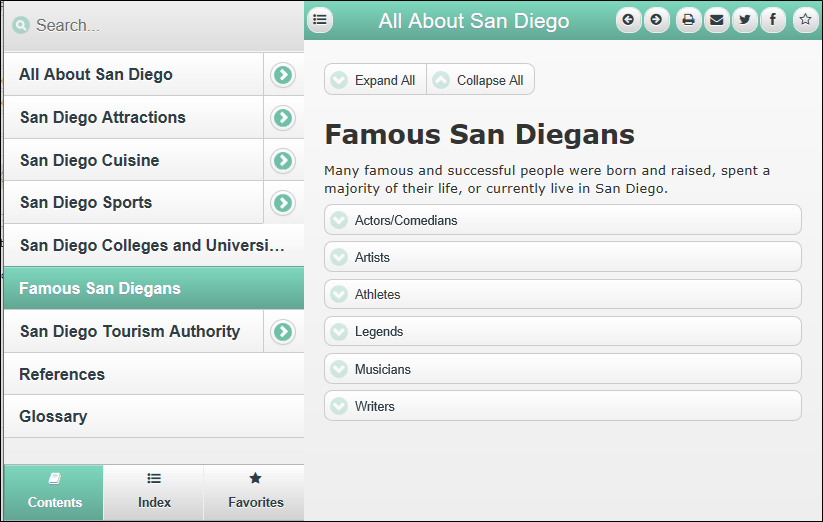 Search...
All About San Diego
San Diego Attractions
San Diego Cuisine
San Diego Sports
San Diego Colleges and Universi...
Famous San Diegans
San Diego Tourism Authority
References
Glossary
Contents
Index
Favorites
All About San Diego
Expand All
Collapse All
Famous San Diegans
Many famous and successful people were born and raised, spent a
majority of their life, or currently live in San Diego.
Actors/Comedians
Artists
Athletes
Legends
Musicians
Writers